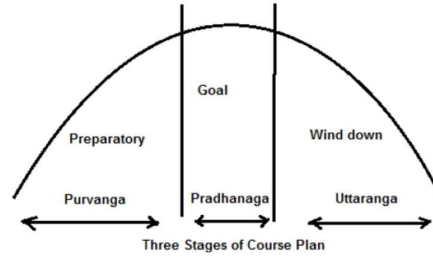 Goal
Preparatory
Wind down
Purvanga
Pradhanaga
Uttaranga
Three Stages of Course Plan